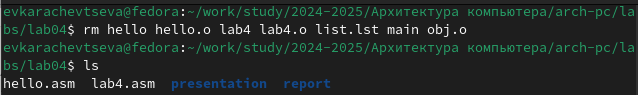 evkarachevtseva@fedora:~/work/study/2024-2025/Архитектура компьютера/arch-pc/la
bs/lab04$ rm hello hello.o lab4 lab4.o list.lst main obj.o
evkarachevtseva@fedora:~/work/study/2024-2025/Архитектура компьютера/arch-pc/la
bs/lab04$ ls
hello.asm  lab4.asm  presentation  report